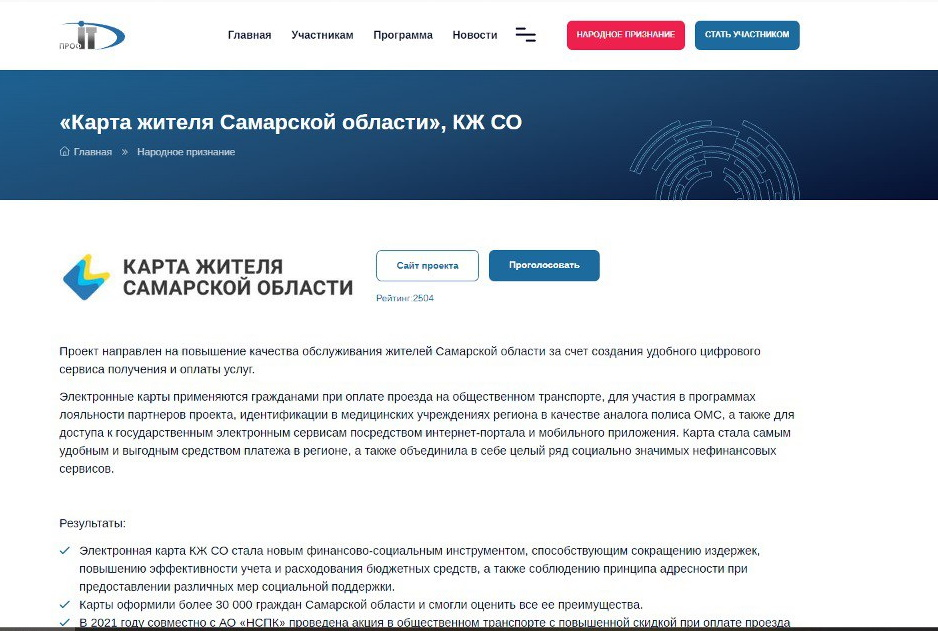 ПРОФ IT
Главная Участникам Программа Новости НАРОДНОЕ ПРИЗНАНИЕ СТАТЬ УЧАСТНИКОМ
«Карта жителя Самарской области», КЖ СО
Главная » Народное признание
КАРТА ЖИТЕЛЯ
САМАРСКОЙ ОБЛАСТИ
Сайт проекта Проголосовать
Рейтинг 2504
Проект направлен на повышение качества обслуживания жителей Самарской области за счет создания удобного цифрового
сервиса получения и оплаты услуг.
Электронные карты применяются гражданами при оплате проезда на общественном транспорте, для участия в программах
лояльности партнеров проекта, идентификации в медицинских учреждениях региона в качестве аналога полиса ОМС, а также для
доступа к государственным электронным сервисам посредством интернет-портала и мобильного приложения. Карта стала самым
удобным и выгодным средством платежа в регионе, а также объединила в себе целый ряд социально значимых нефинансовых
сервисов.
Результаты:
Электронная карта КЖ СО стала новым финансово-социальным инструментом, способствующим сокращению издержек,
повышению эффективности учета и расходования бюджетных средств, а также соблюдению принципа адресности при
предоставлении различных мер социальной поддержки.
Карты оформили более 30 000 граждан Самарской области и смогли оценить все ее преимущества.
В 2021 году совместно с АО «НСПК» проведена акция в общественном транспорте с повышенной скидкой при оплате проезда